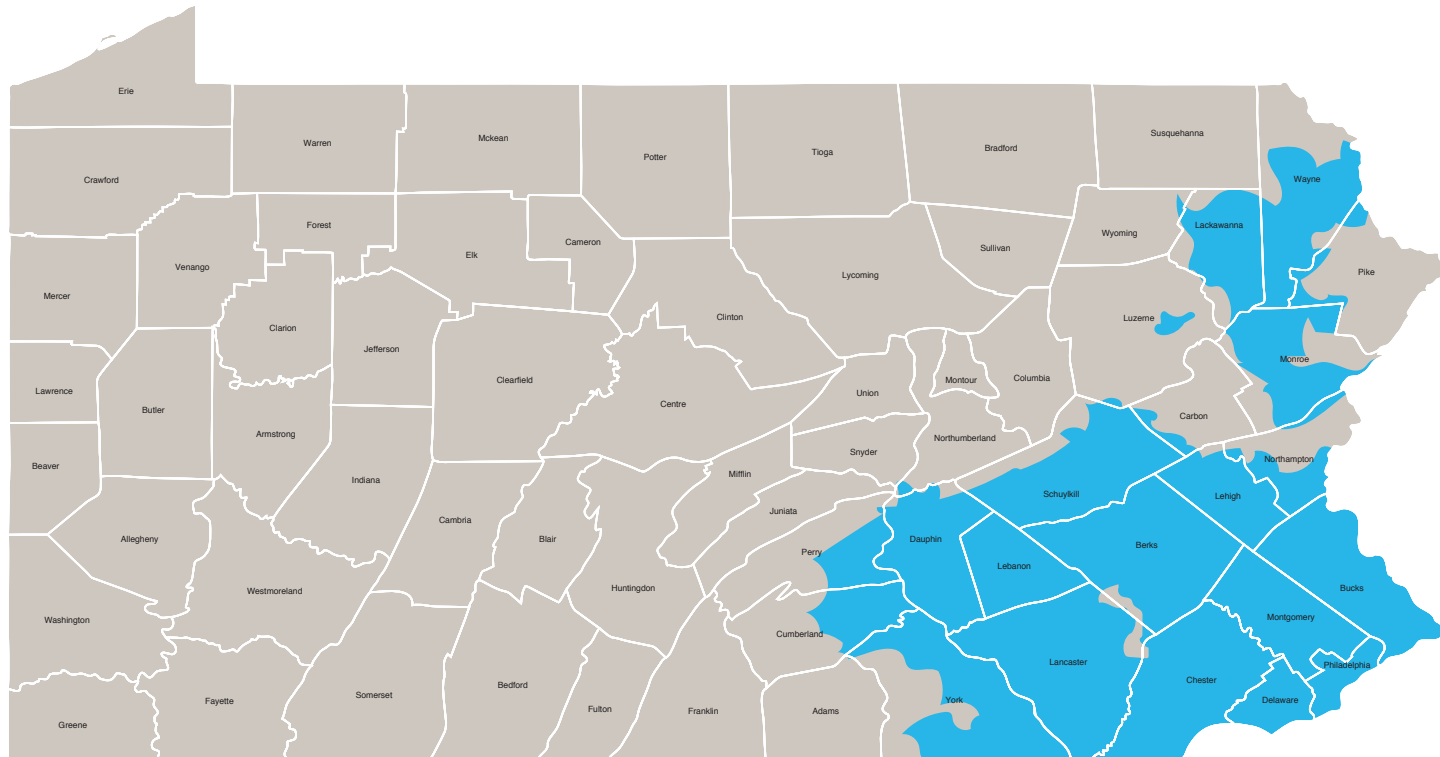 Erie
Warren
Mckean
Potter
Tioga
Bradford
Susquehanna
Crawford
Wayne
Forest
Venango
Elk
Cameron
Lycoming
Sullivan
Wyoming
Lackawanna
Pike
Mercer
Clarion
Jefferson
Clinton
Luzerne
Monroe
Lawrence
Butler
Clearfield
Centre
Union
Montour
Columbia
Carbon
Armstrong
Snyder
Northumberland
Northampton
Beaver
Indiana
Mifflin
Schuylkill
Lehigh
Allegheny
Cambria
Blair
Juniata
Perry
Dauphin
Lebanon
Berks
Westmoreland
Huntingdon
Bucks
Washington
Cumberland
Montgomery
Lancaster
Philadelphia
Greene
Fayette
Somerset
Bedford
Fulton
Franklin
Adams
York
Chester
Delaware